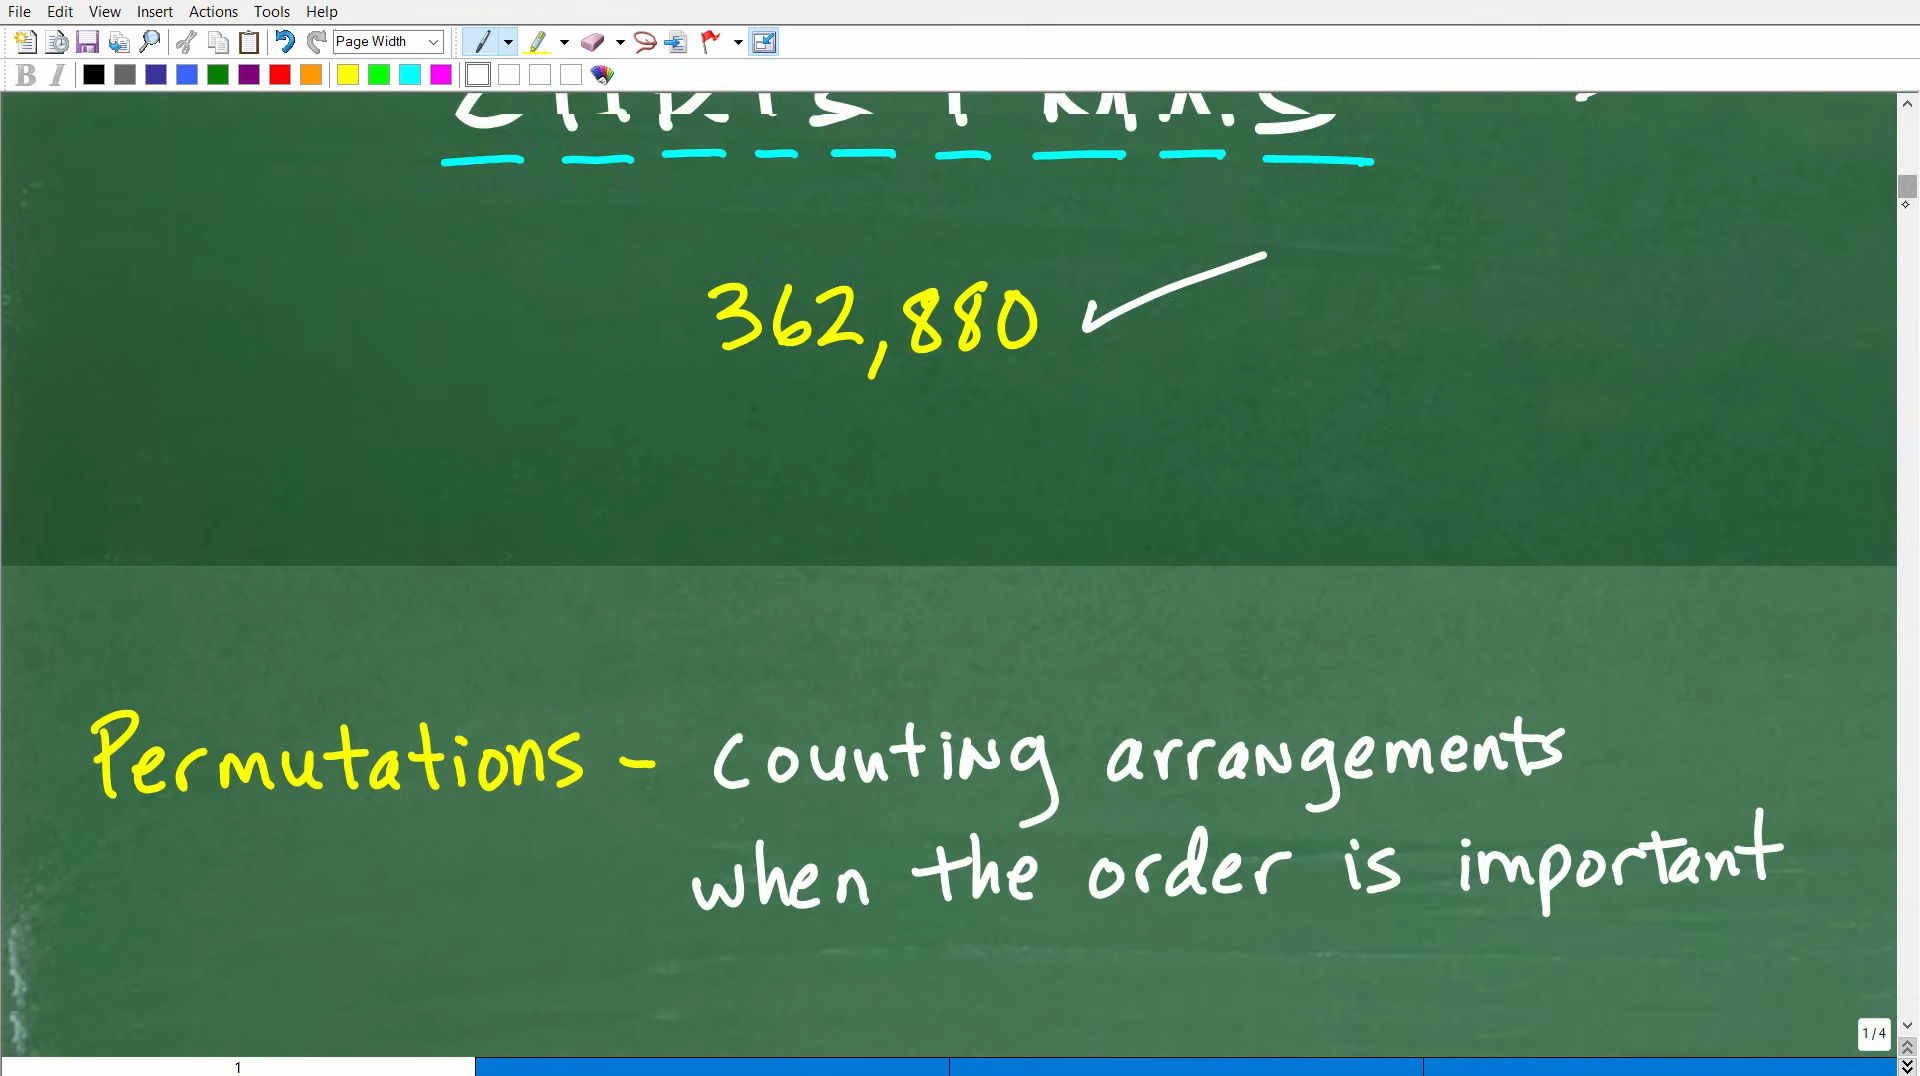 File Edit View Insert Actions Tools Help
Page Width
B I
362,880
Permutations - counting arrangements
when the order is important
1 / 4
1